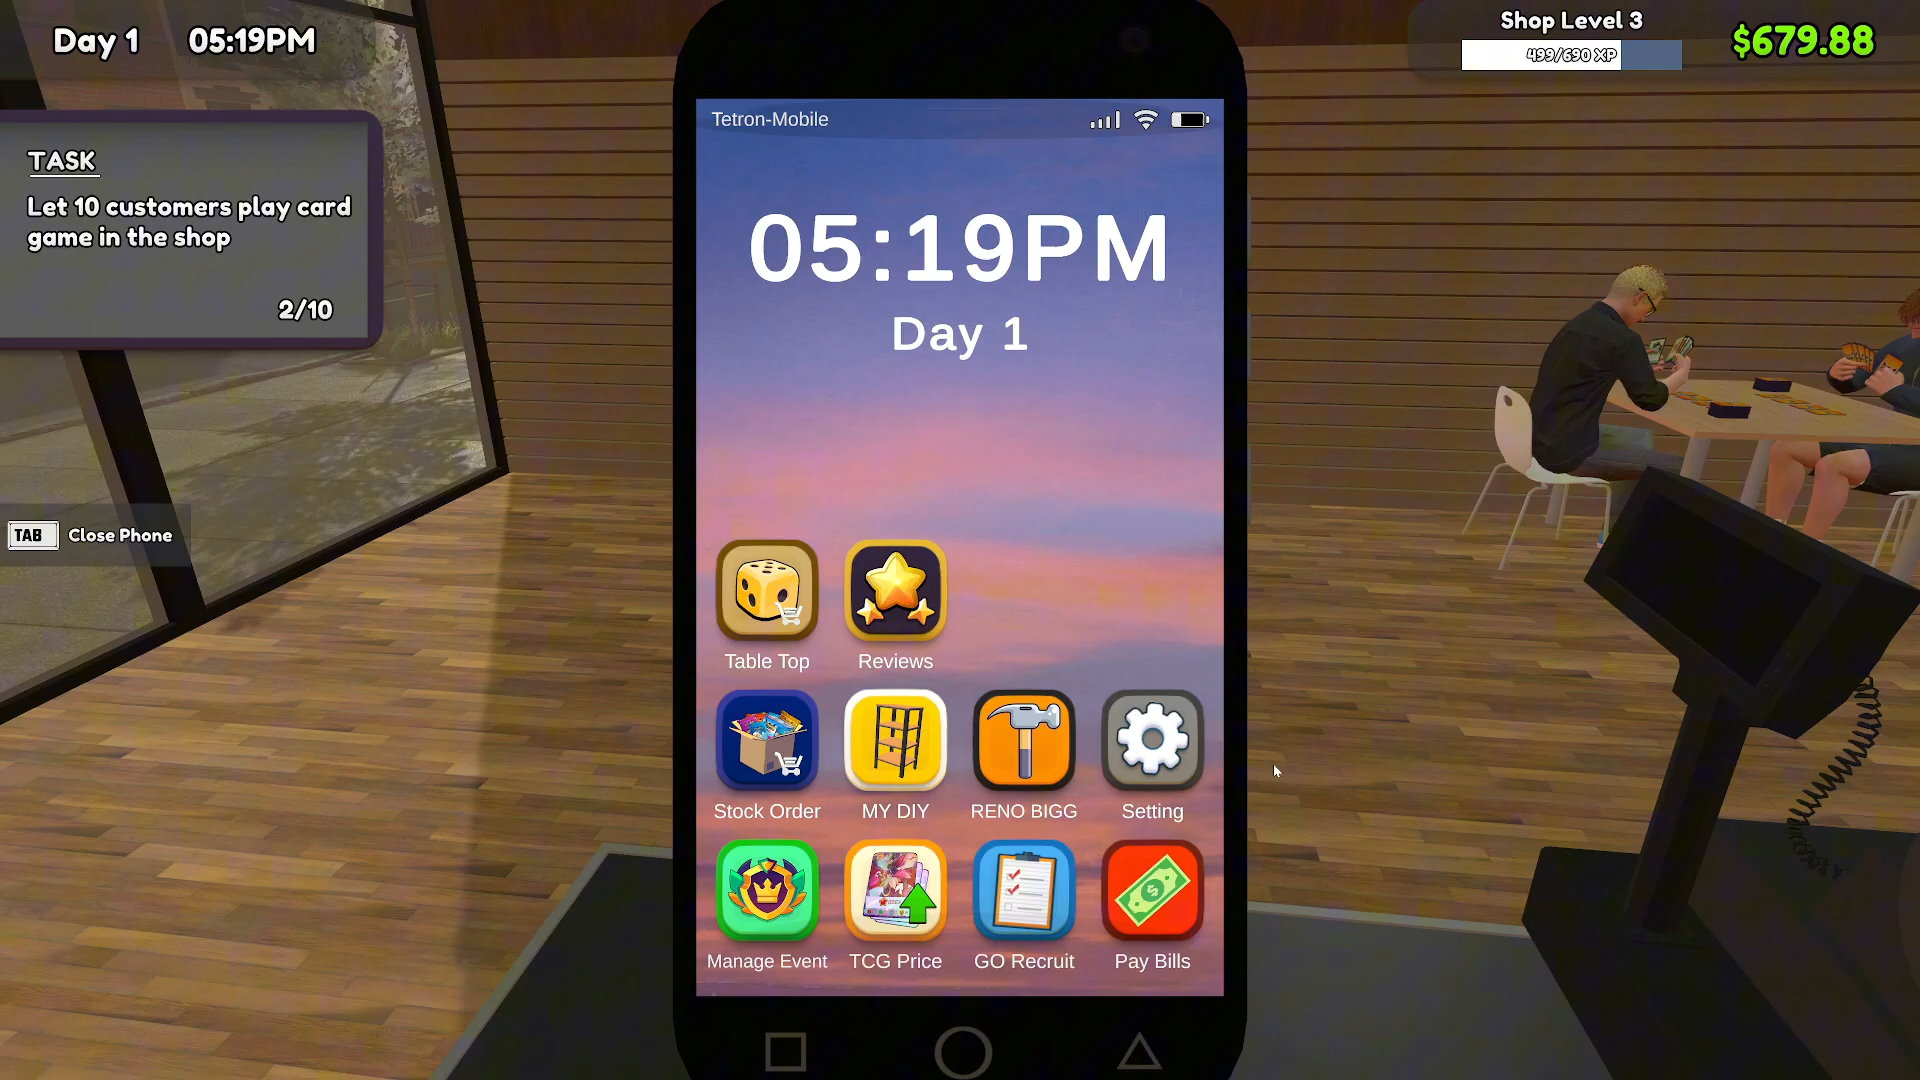 Day 1 05:19PM
Shop Level 3
499/690 XP
$679.88
TASK
Let 10 customers play card
game in the shop
2/10
TAB Close Phone
Tetron-Mobile
05:19PM
Day 1
Table Top Reviews
Stock Order MY DIY RENO BIGG Setting
Manage Event TCG Price GO Recruit Pay Bills